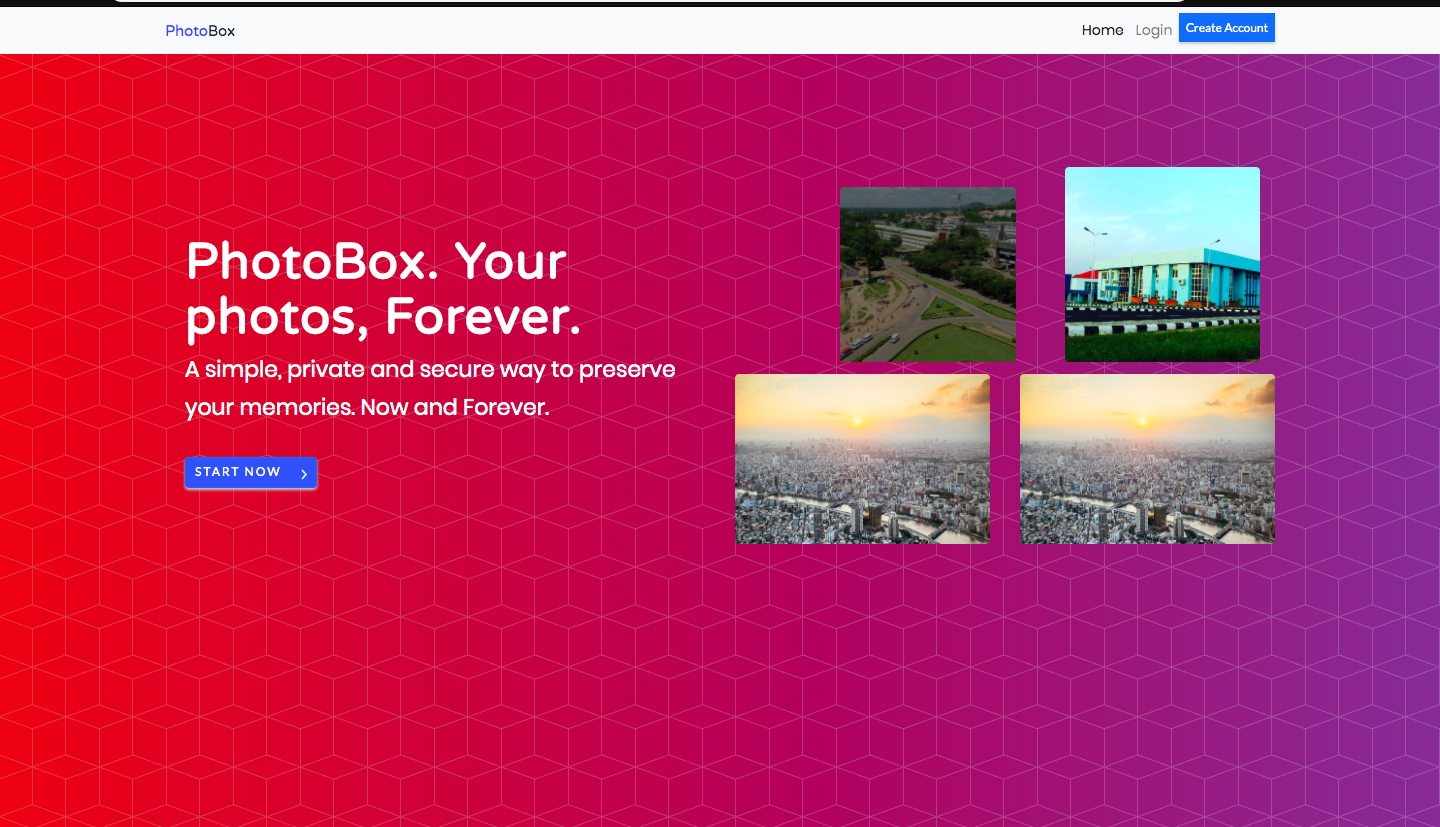 PhotoBox
Home Login Create Account
PhotoBox. Your
photos, Forever.
A simple, private and secure way to preserve
your memories. Now and Forever.
START NOW